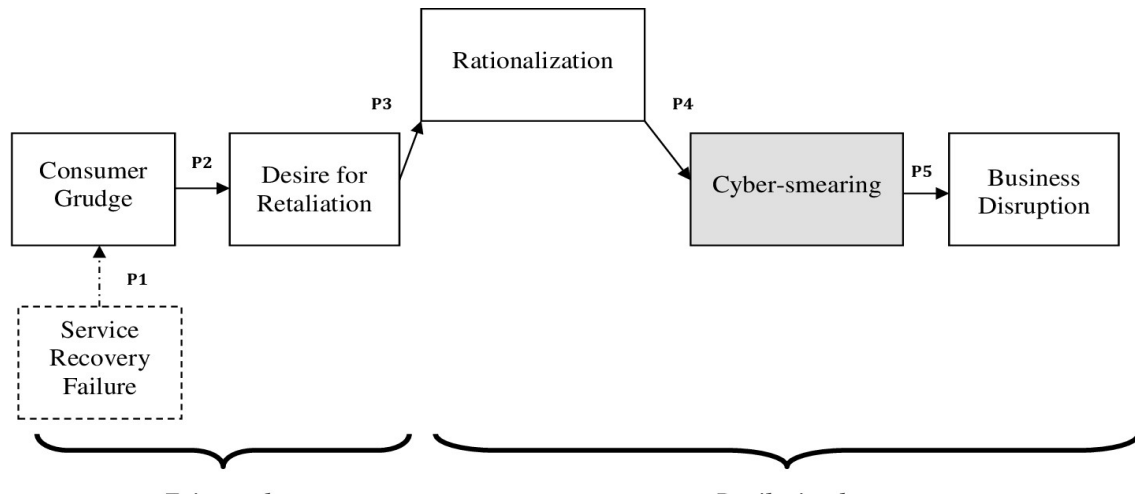 Rationalization
P3
P4
Consumer
Grudge
P2
Desire for
Retaliation
Cyber-smearing
P5
Business
Disruption
P1
Service
Recovery
Failure